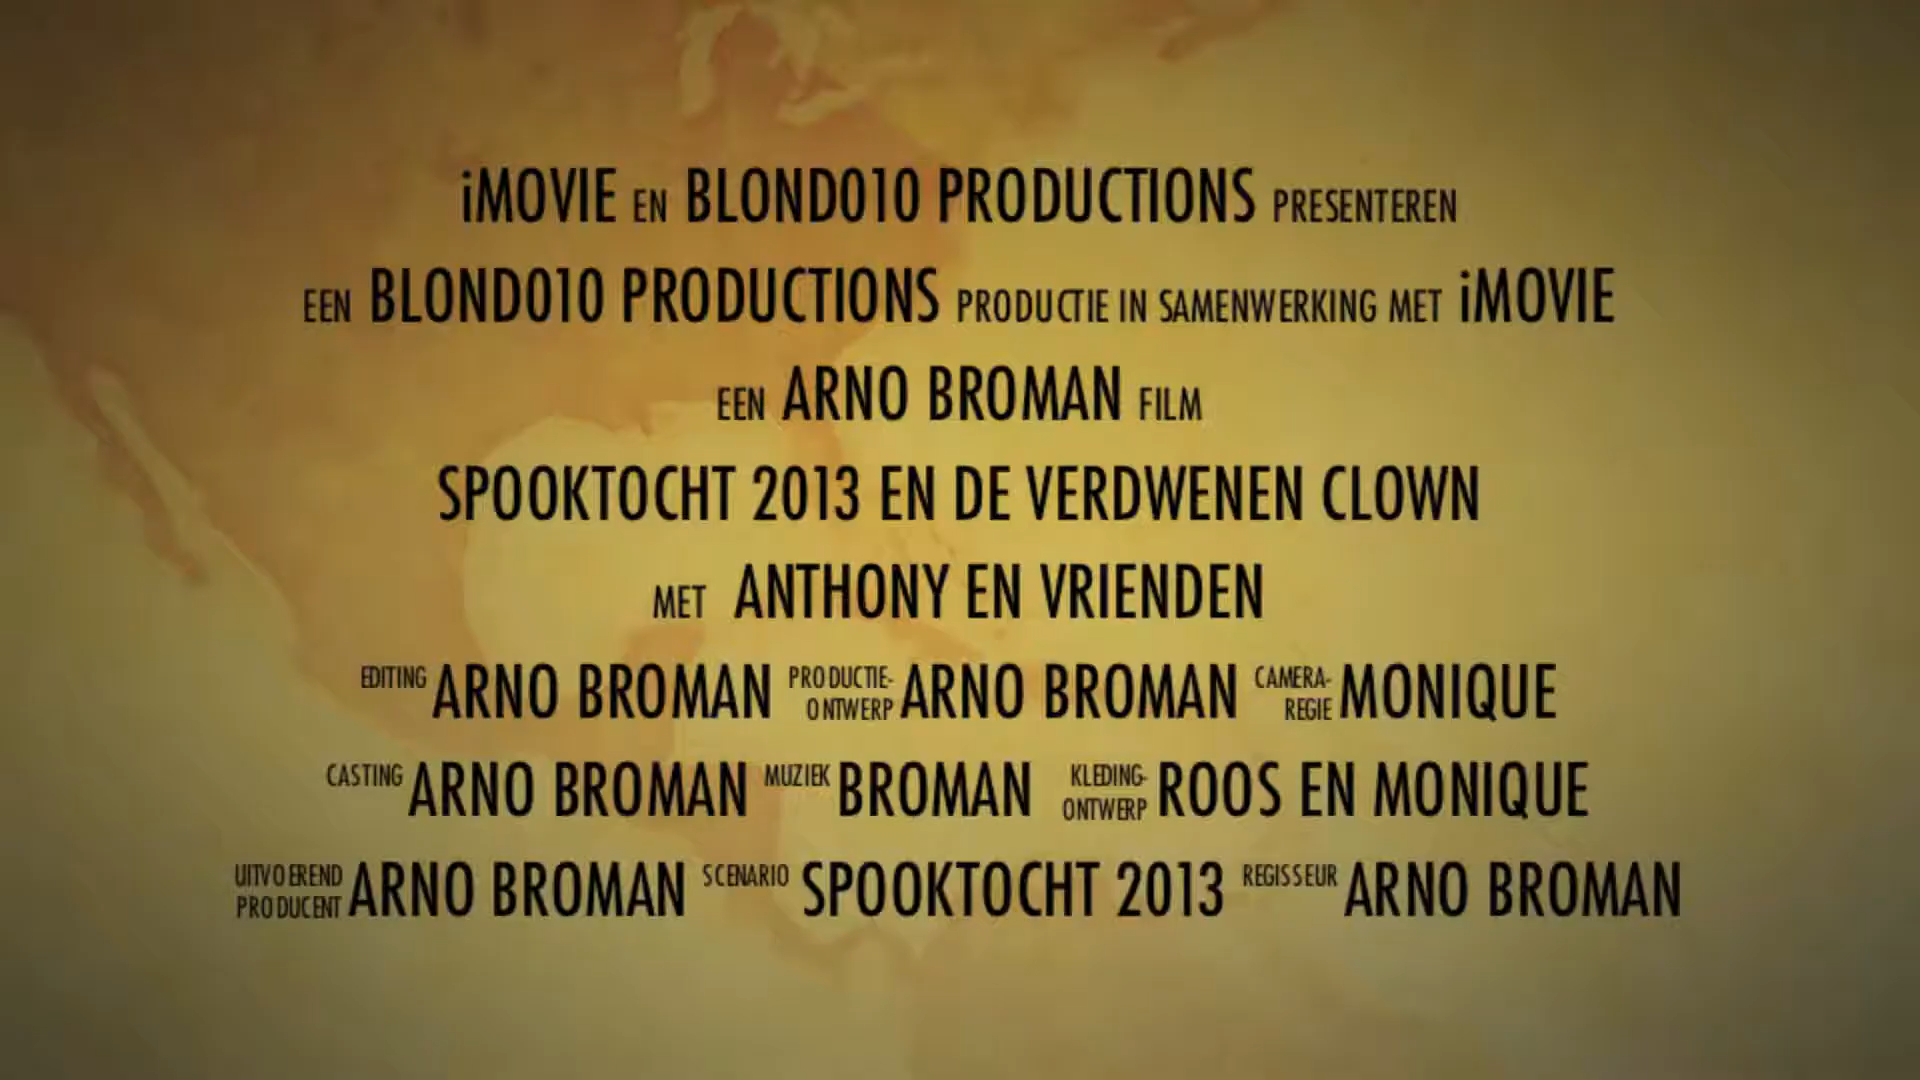 iMOVIE EN BLOND010 PRODUCTIONS PRESENTEREN
EEN BLOND010 PRODUCTIONS PRODUCTIE IN SAMENWERKING MET iMOVIE
EEN ARNO BROMAN FILM
SPOOKTOCHT 2013 EN DE VERDWENEN CLOWN
MET ANTHONY EN VRIENDEN
EDITING ARNO BROMAN PRODUCTIE-ONTWERP ARNO BROMAN CAMERA-REGIE MONIQUE
CASTING ARNO BROMAN MUZIEK BROMAN KLEDING-ONTWERP ROOS EN MONIQUE
UITVOEREND PRODUCENT ARNO BROMAN SCENARIO SPOOKTOCHT 2013 REGISSEUR ARNO BROMAN